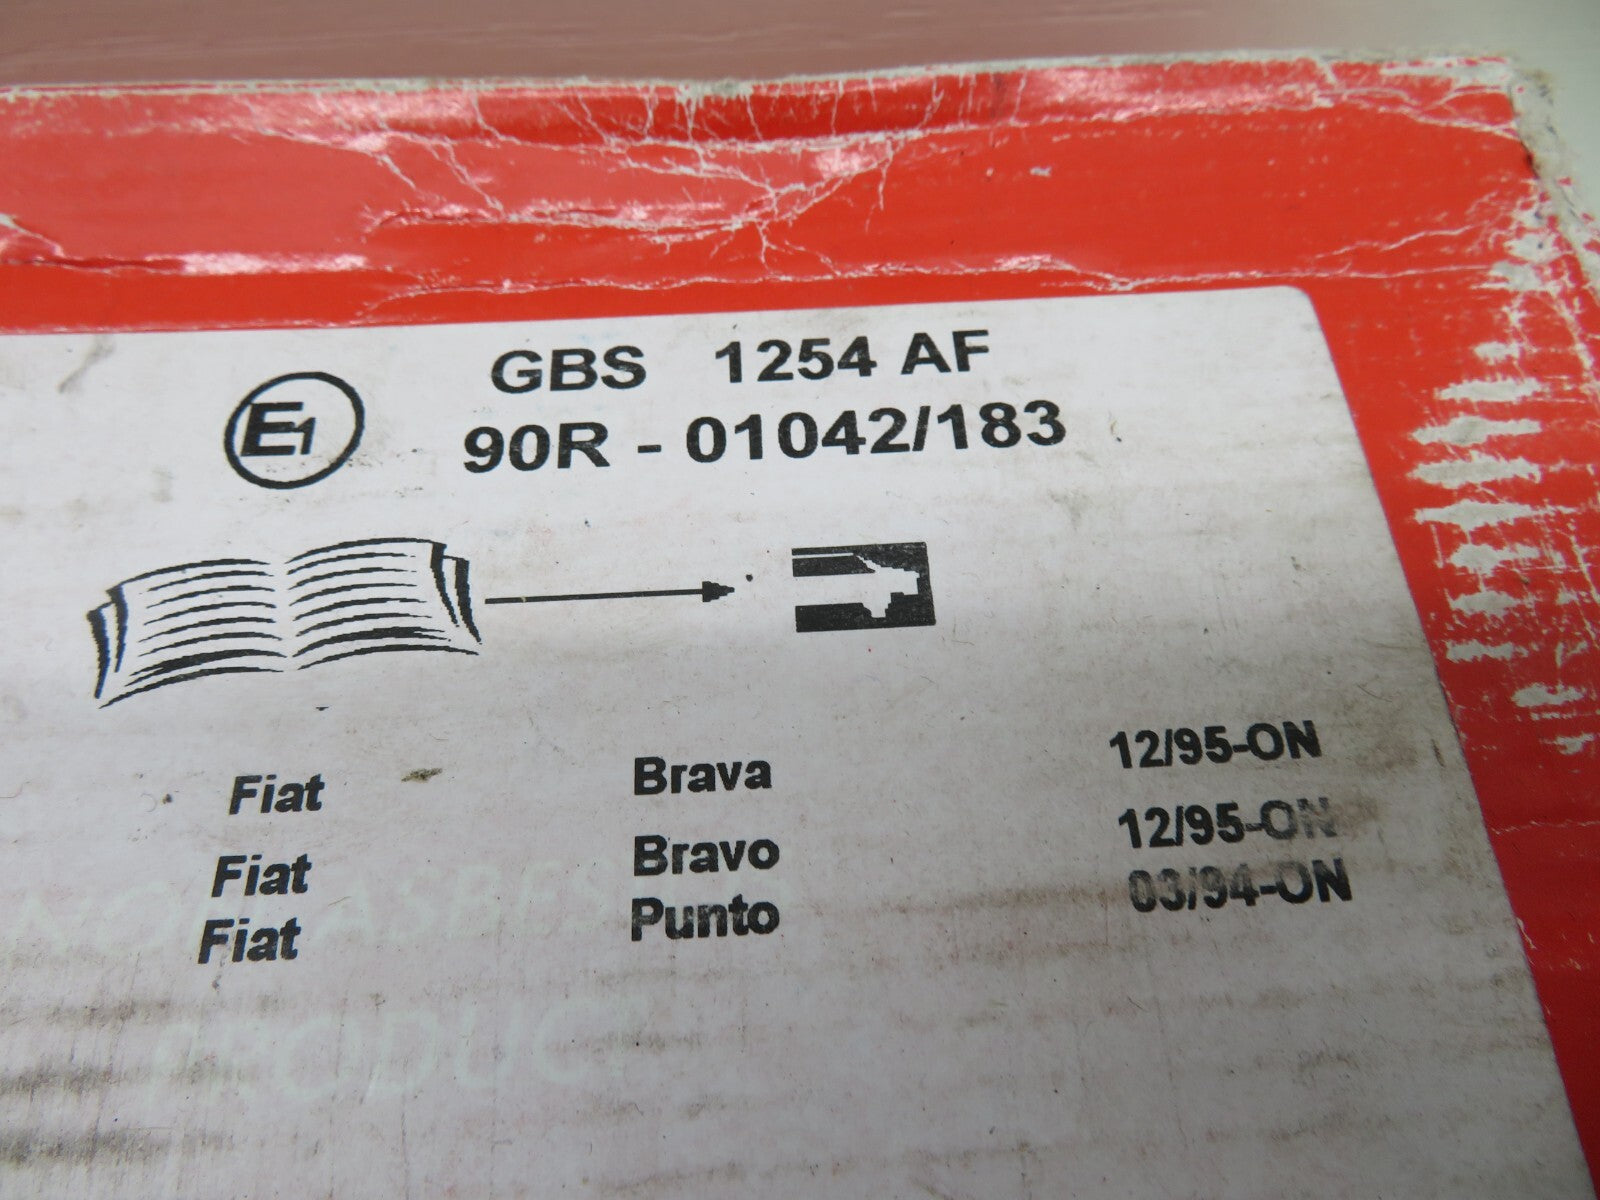 GBS 1254 AF
E1 90R - 01042/183
Fiat Brava 12/95-ON
Fiat Bravo 12/95-ON
Fiat Punto 03/94-ON
PRODUCT